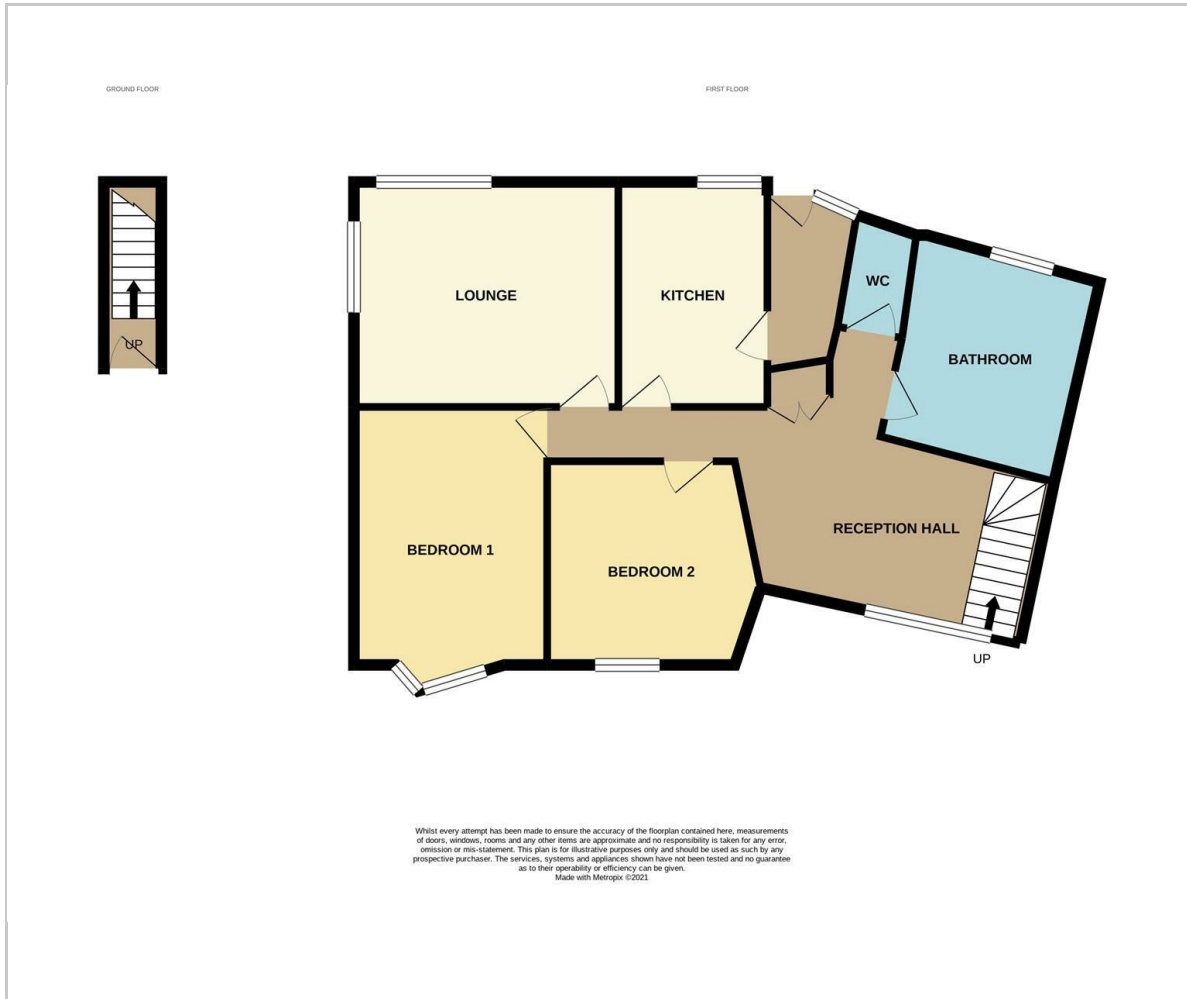 GROUND FLOOR
FIRST FLOOR
LOUNGE
KITCHEN
WC
BATHROOM
UP
RECEPTION HALL
BEDROOM 1
BEDROOM 2
UP
Whilst every attempt has been made to ensure the accuracy of the floorplan contained here, measurements
of doors, windows, rooms and any other items are approximate and no responsibility is taken for any error,
omission or mis-statement. This plan is for illustrative purposes only and should be used as such by any
prospective purchaser. The services, systems and appliances shown have not been tested and no guarantee
as to their operability or efficiency can be given.
Made with Metropix ©2021